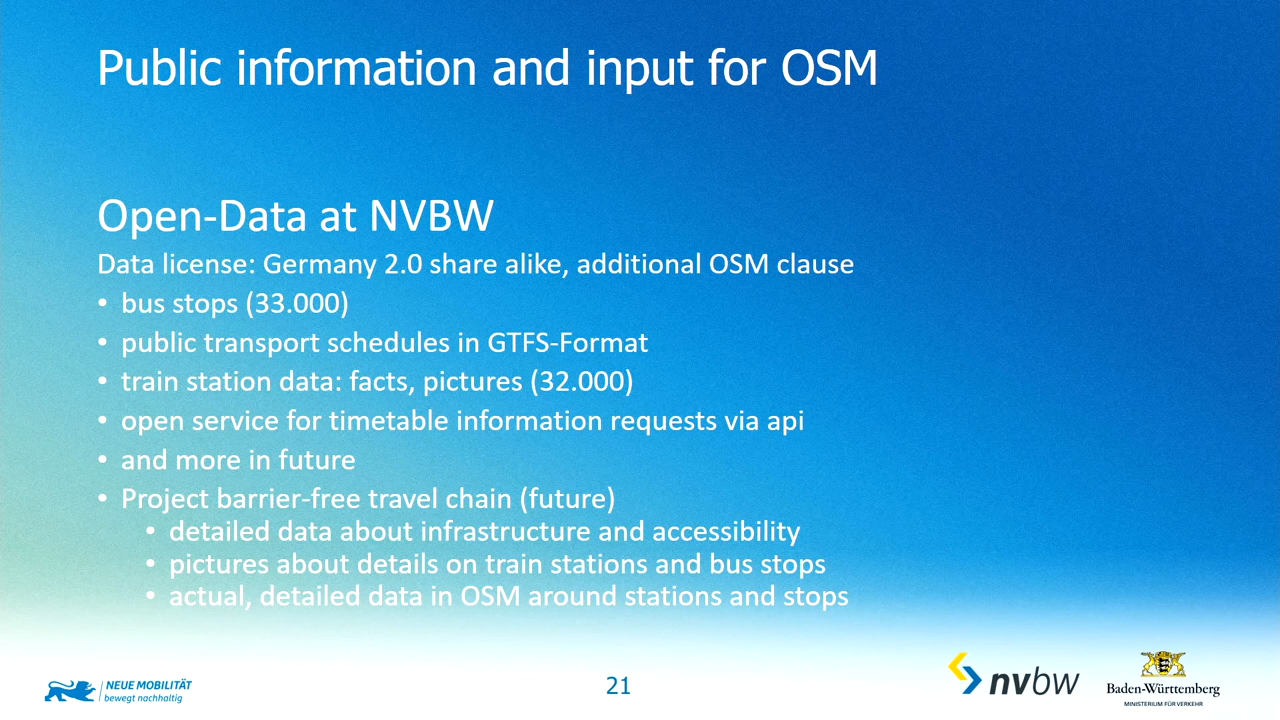 Public information and input for OSM
Open-Data at NVBW
Data license: Germany 2.0 share alike, additional OSM clause
• bus stops (33.000)
• public transport schedules in GTFS-Format
• train station data: facts, pictures (32.000)
• open service for timetable information requests via api
• and more in future
• Project barrier-free travel chain (future)
• detailed data about infrastructure and accessibility
• pictures about details on train stations and bus stops
• actual, detailed data in OSM around stations and stops
NEUE MOBILITÄT
bewegt nachhaltig
21
nvbw
Baden-Württemberg
MINISTERIUM FÜR VERKEHR